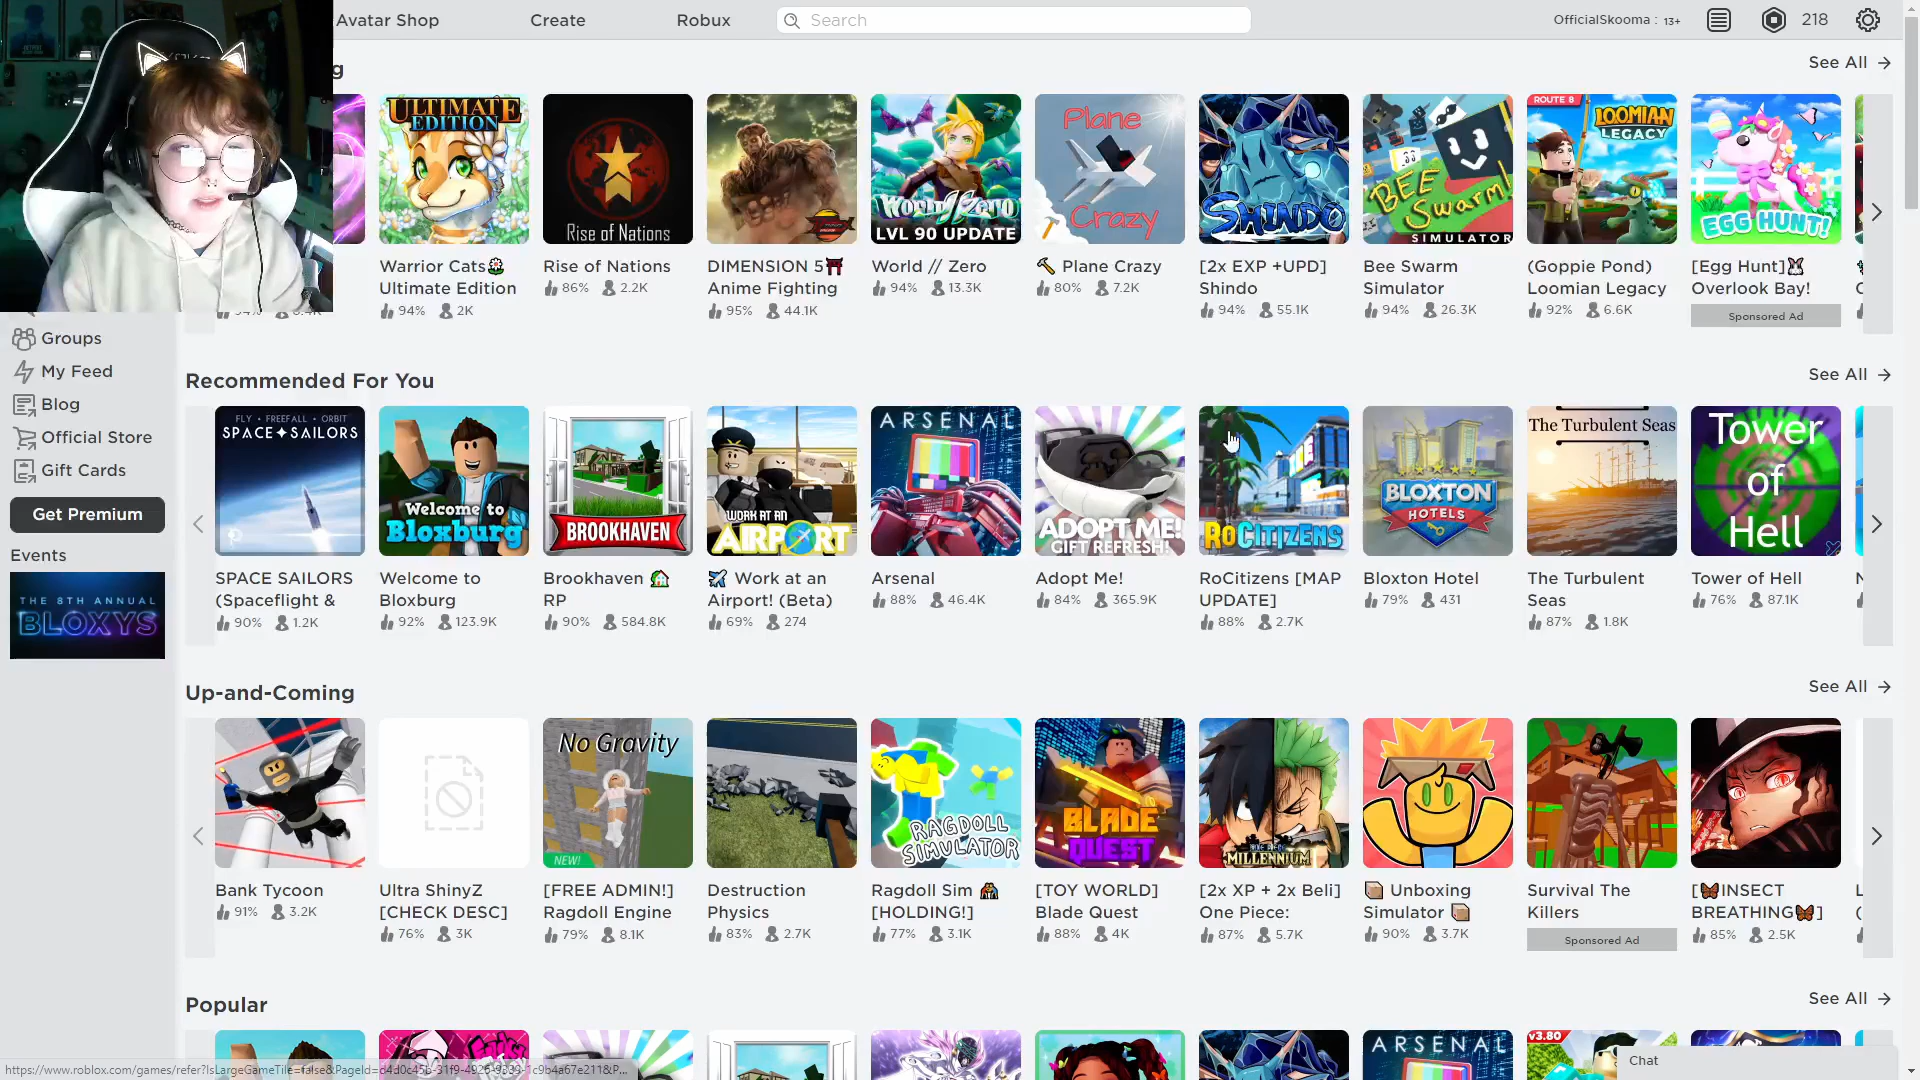 Avatar Shop
Create
Robux
Search
OfficialSkooma : 13+
218
See All →
ULTIMATE
EDITION
Rise of Nations
World Zero
LVL 90 UPDATE
Plane
Crazy
SHINDO
BEE
Swarm!
SIMULATOR
ROUTE 8
LOOMIAN
LEGACY
EGG HUNT!
Warrior Cats
Ultimate Edition
94% 2K
Rise of Nations
86% 2.2K
DIMENSION 5
Anime Fighting
95% 44.1K
World // Zero
94% 13.3K
Plane Crazy
80% 7.2K
[2x EXP +UPD]
Shindo
94% 55.1K
Bee Swarm
Simulator
94% 26.3K
(Goppie Pond)
Loomian Legacy
92% 6.6K
[Egg Hunt]
Overlook Bay!
Sponsored Ad
Groups
My Feed
Blog
Official Store
Gift Cards
Get Premium
Events
THE 8TH ANNUAL
BLOXYS
Recommended For You
See All →
FLY • FREEFALL • ORBIT
SPACE SAILORS
Welcome to
Bloxburg
BROOKHAVEN
WORK AT AN
AIRPORT
ARSENAL
ADOPT ME!
GIFT REFRESH!
ROCITIZENS
BLOXTON
HOTELS
The Turbulent Seas
Tower
of
Hell
SPACE SAILORS
(Spaceflight &
90% 1.2K
Welcome to
Bloxburg
92% 123.9K
Brookhaven
RP
90% 584.8K
Work at an
Airport! (Beta)
69% 274
Arsenal
88% 46.4K
Adopt Me!
84% 365.9K
RoCitizens [MAP
UPDATE]
88% 2.7K
Bloxton Hotel
79% 431
The Turbulent
Seas
87% 1.8K
Tower of Hell
76% 87.1K
Up-and-Coming
See All →
No Gravity
NEW!
RAGDOLL
SIMULATOR
BLADE
QUEST
MILLENNIUM
Bank Tycoon
91% 3.2K
Ultra ShinyZ
[CHECK DESC]
76% 3K
[FREE ADMIN!]
Ragdoll Engine
79% 8.1K
Destruction
Physics
83% 2.7K
Ragdoll Sim
[HOLDING!]
77% 3.1K
[TOY WORLD]
Blade Quest
88% 4K
[2x XP + 2x Beli]
One Piece:
87% 5.7K
Unboxing
Simulator
90% 3.7K
Survival The
Killers
Sponsored Ad
[INSECT
BREATHING]
85% 2.5K
Popular
See All →
ARSENAL
v3.80
Chat